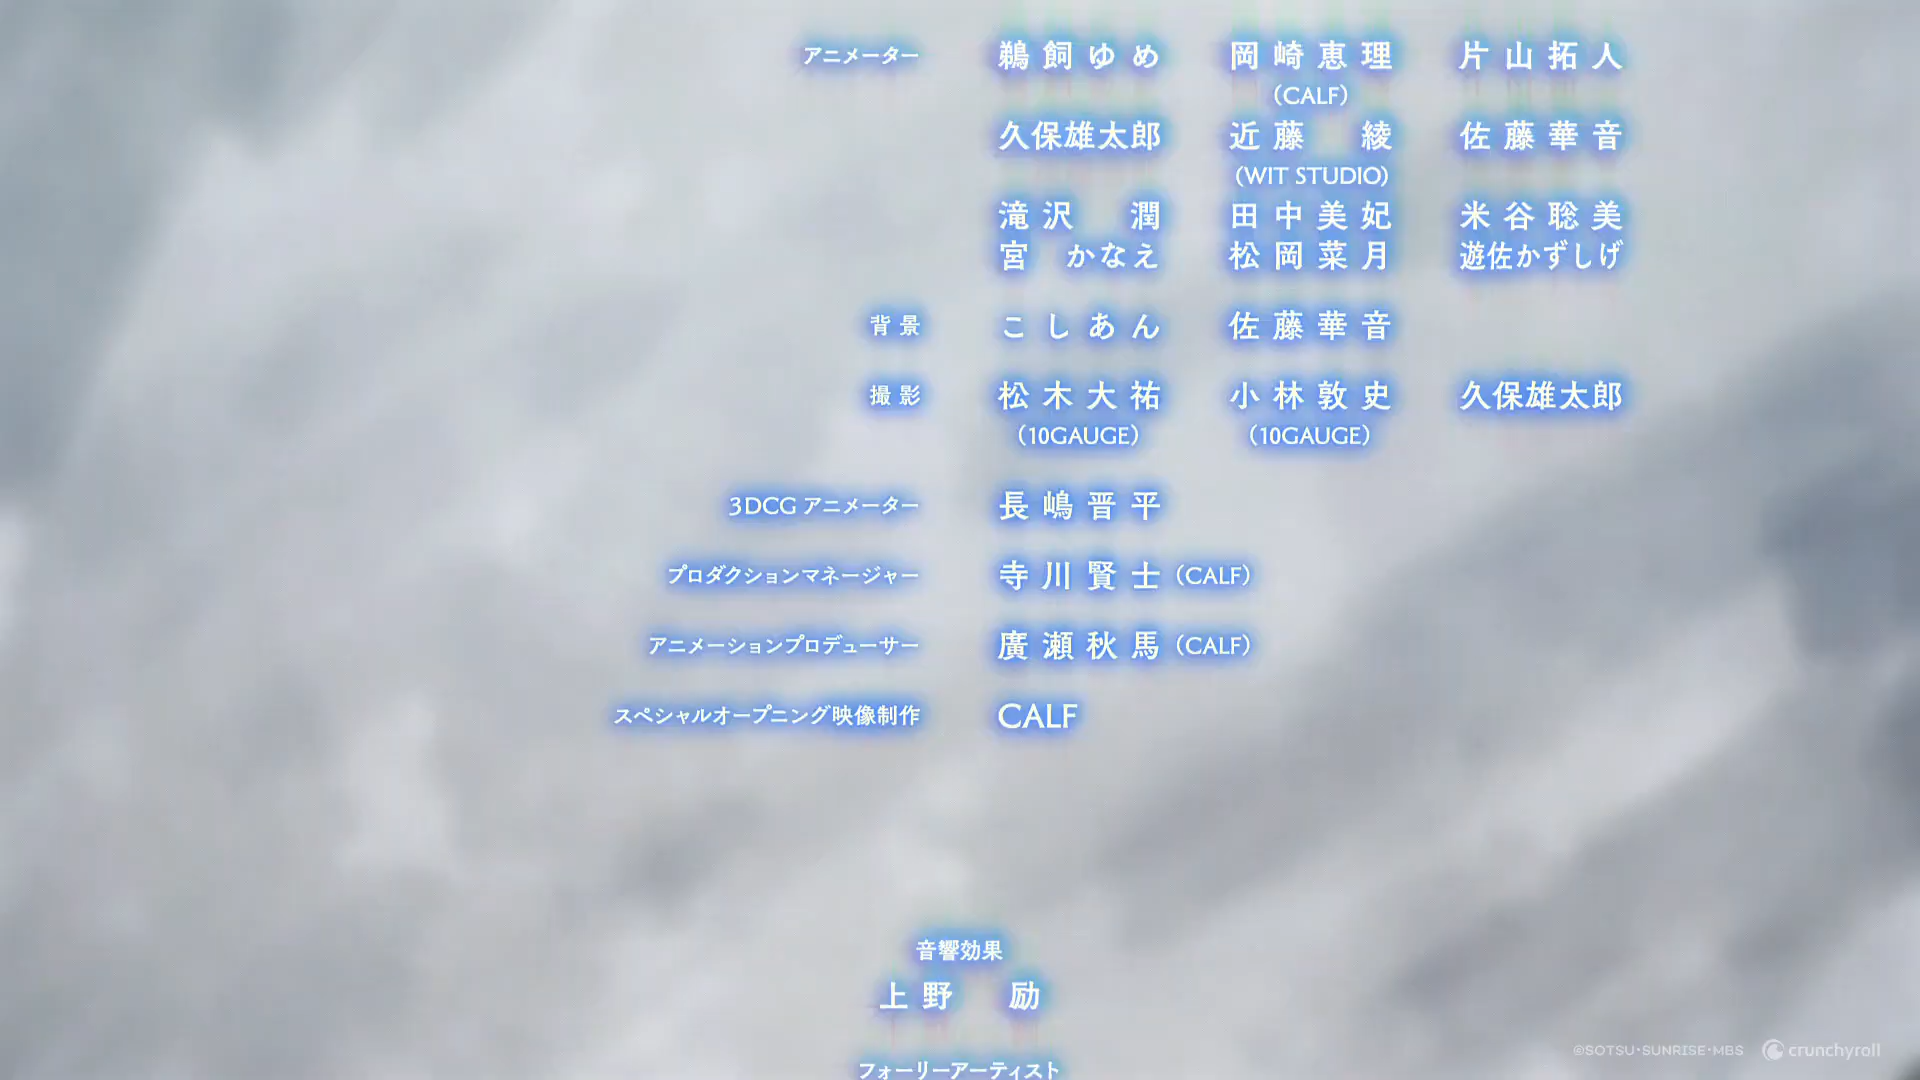 アニメーター 鵜飼ゆめ 岡崎恵理 片山拓人
(CALF)
久保雄太郎 近藤 綾 佐藤華音
(WIT STUDIO)
滝沢 潤 田中美妃 米谷聡美
宮 かなえ 松岡菜月 遊佐かずしげ
背景 こしあん 佐藤華音
撮影 松木大祐 小林敦史 久保雄太郎
(10GAUGE) (10GAUGE)
3DCG アニメーター 長嶋晋平
プロダクションマネージャー 寺川賢士(CALF)
アニメーションプロデューサー 廣瀬秋馬(CALF)
スペシャルオープニング映像制作 CALF
音響効果
上野 励
フォーリーアーティスト
©SOTSU・SUNRISE・MBS crunchyroll